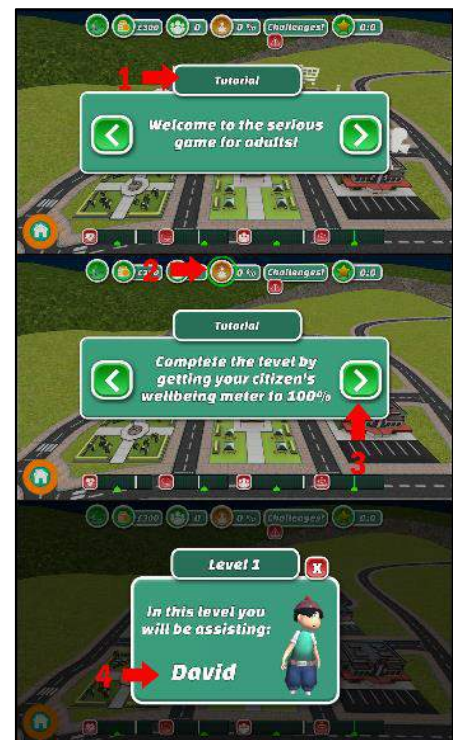 £300 0 0 % Challenges! 0:0
1 Tutorial
Welcome to the serious
game for adults!
2 0 % Challenges! 0:0
Tutorial
Complete the level by
getting your citizen's
wellbeing meter to 100%
3
£300 0 0 % Challenges! 0:0
Level 1
X
In this level you
will be assisting:
4 David